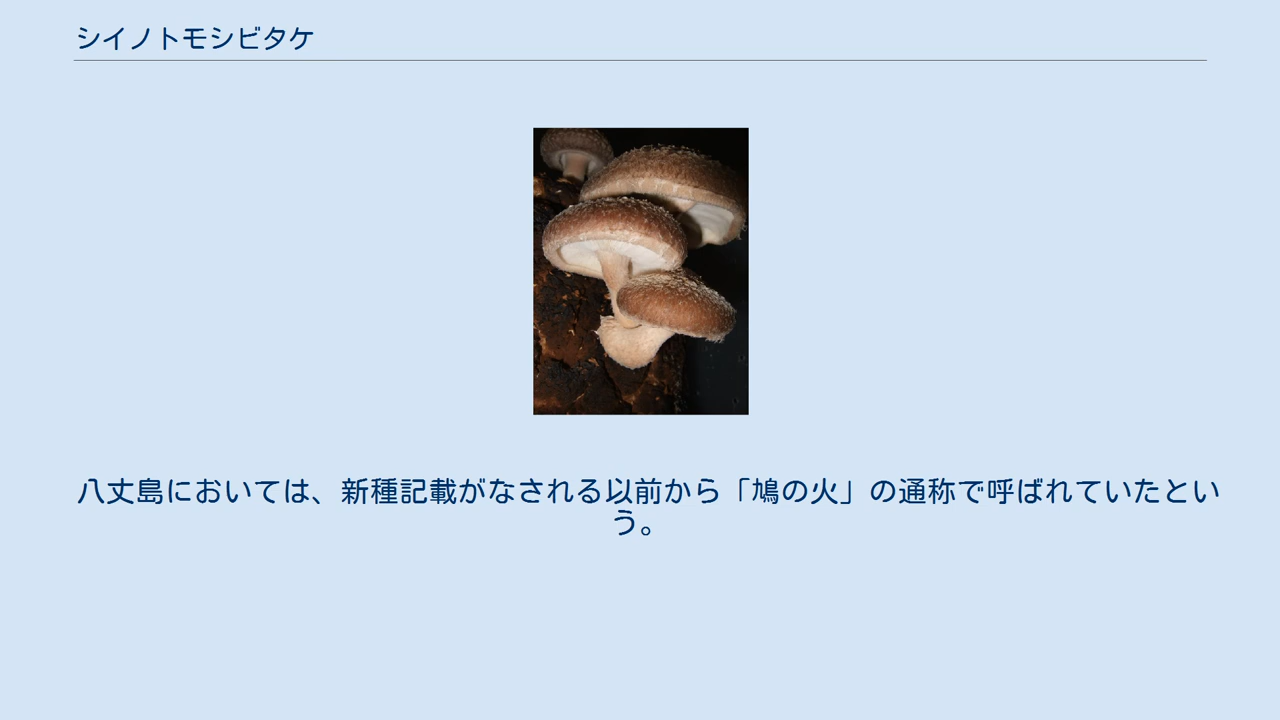 シイノトモシビタケ
八丈島においては、新種記載がなされる以前から「鳩の火」の通称で呼ばれていたとい
う。